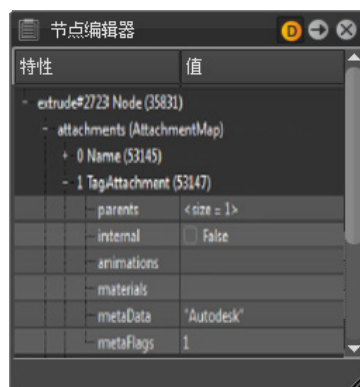 节点编辑器
D
特性 值
- extrude#2723 Node (35831)
- attachments (AttachmentMap)
+ 0 Name (53145)
- 1 TagAttachment (53147)
parents <size = 1>
internal False
animations
materials
metaData "Autodesk"
metaFlags 1